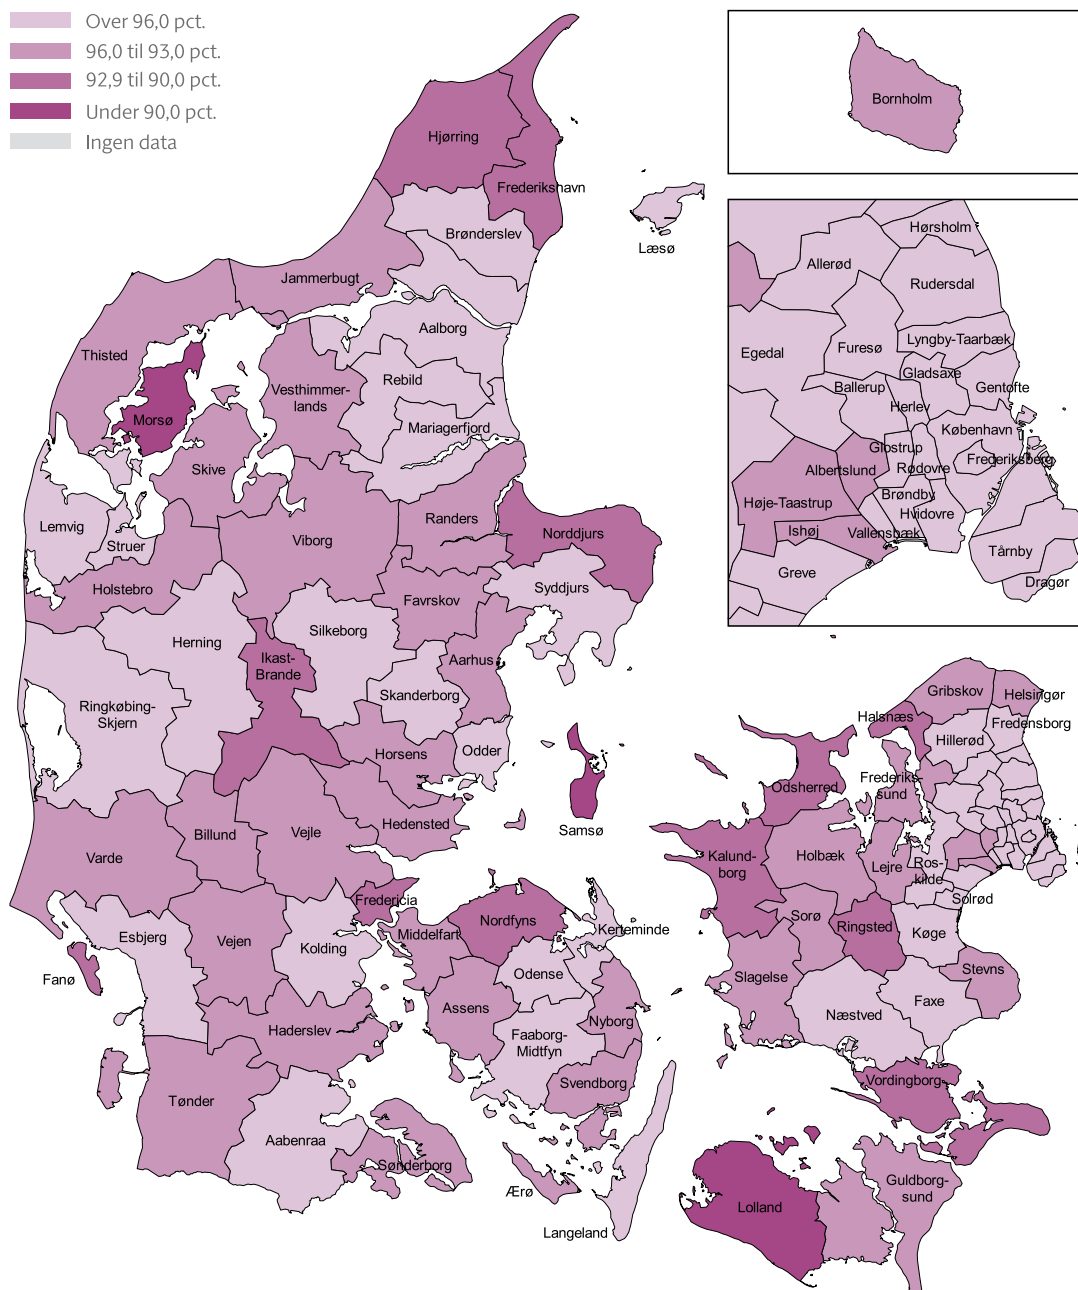 Over 96,0 pct.
96,0 til 93,0 pct.
92,9 til 90,0 pct.
Under 90,0 pct.
Ingen data
Bornholm
Hjørring
Frederikshavn
Brønderslev
Læsø
Jammerbugt
Aalborg
Thisted
Rebild
Vesthimmer-
lands
Morsø
Mariagerfjord
Skive
Lemvig
Struer
Viborg
Randers
Norddjurs
Holstebro
Favrskov
Syddjurs
Herning
Silkeborg
Ikast-
Brande
Aarhus
Skanderborg
Ringkøbing-
Skjern
Horsens
Odder
Samsø
Hedensted
Billund
Vejle
Varde
Fredericia
Esbjerg
Vejen
Kolding
Fanø
Middelfart
Nordfyns
Kerteminde
Odense
Assens
Nyborg
Haderslev
Faaborg-
Midtfyn
Svendborg
Tønder
Aabenraa
Sønderborg
Ærø
Langeland
Hørsholm
Allerød
Rudersdal
Egedal
Furesø
Lyngby-Taarbæk
Gladsaxe
Ballerup
Gentofte
Herlev
København
Glostrup
Frederiksberg
Albertslund
Rødovre
Høje-Taastrup
Brøndby
Hvidovre
Ishøj
Vallensbæk
Tårnby
Greve
Dragør
Gribskov
Helsingør
Halsnæs
Fredensborg
Hillerød
Odsherred
Frederiks-
sund
Kalund-
borg
Holbæk
Lejre
Ros-
kilde
Solrød
Sorø
Ringsted
Køge
Slagelse
Stevns
Næstved
Faxe
Vordingborg
Guldborg-
sund
Lolland